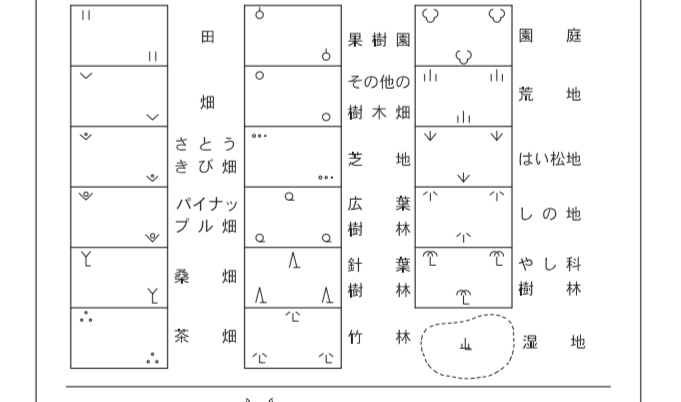 田
畑
さとう
きび畑
パイナッ
プル畑
桑畑
茶畑
果樹園
その他の
樹木畑
芝地
広葉
樹林
針葉
樹林
竹林
園庭
荒地
はい松地
しの地
やし科
樹林
湿地